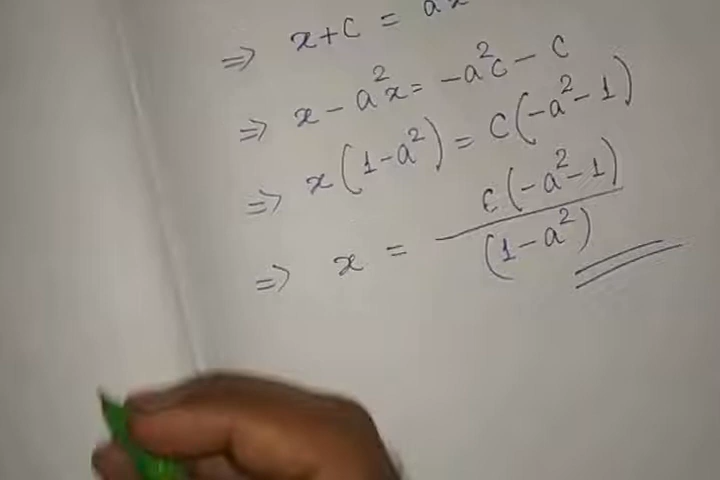 ⇒ x+c = a
⇒ x - a²x = -a²c - c
⇒ x(1-a²) = c(-a²-1)
⇒ x = c(-a²-1) / (1-a²)